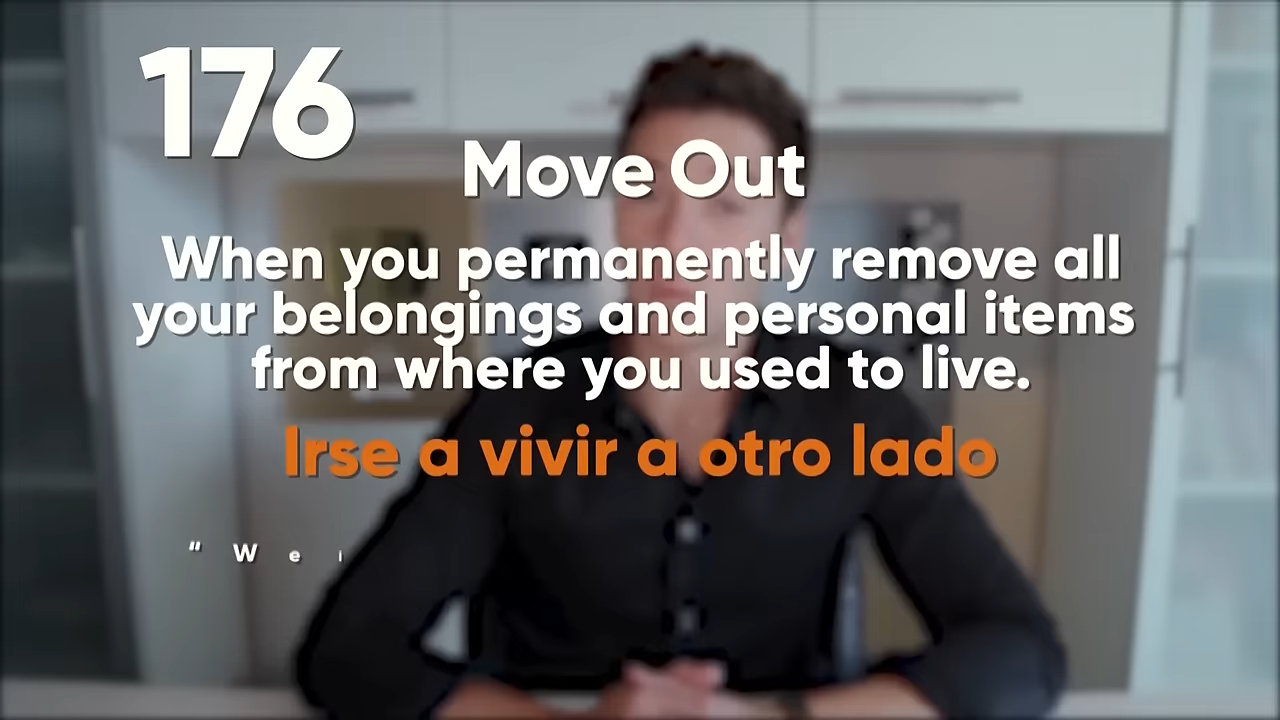 176
Move Out
When you permanently remove all
your belongings and personal items
from where you used to live.
Irse a vivir a otro lado
"We